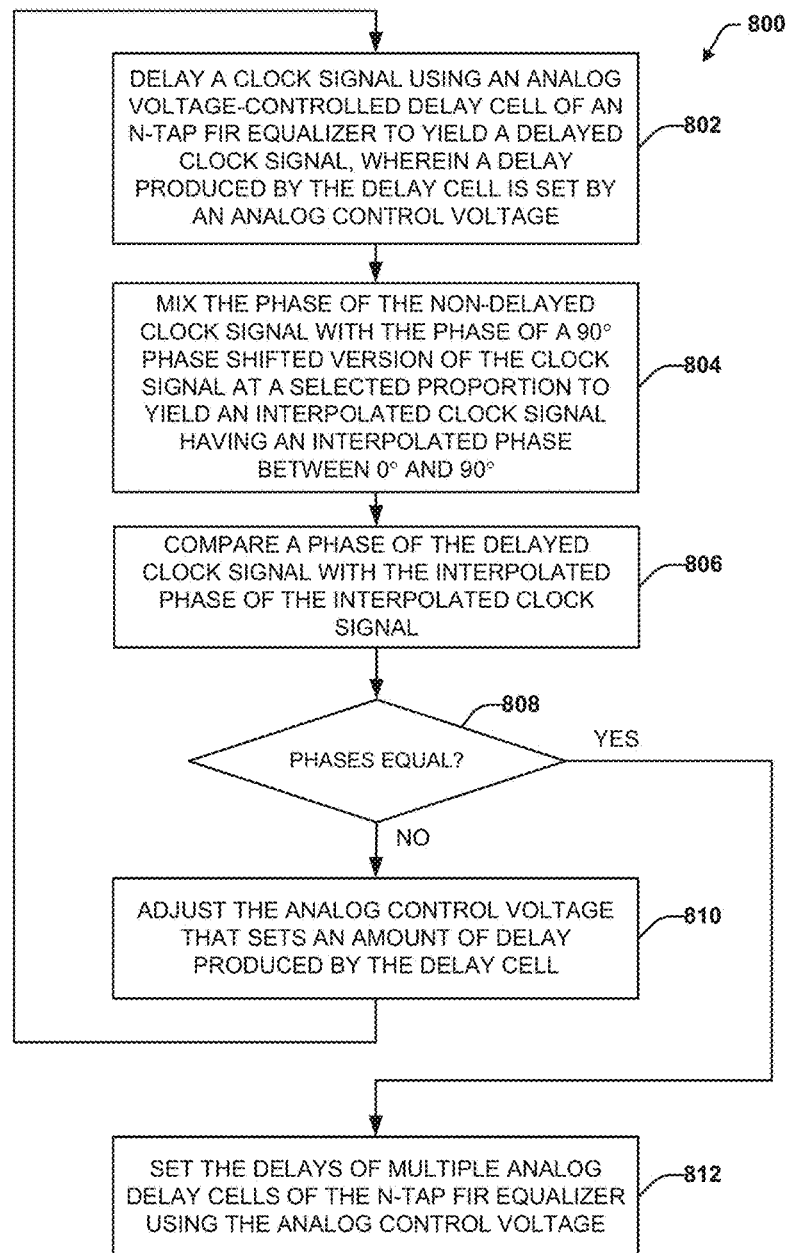 800
DELAY A CLOCK SIGNAL USING AN ANALOG
VOLTAGE-CONTROLLED DELAY CELL OF AN
N-TAP FIR EQUALIZER TO YIELD A DELAYED
CLOCK SIGNAL, WHEREIN A DELAY
PRODUCED BY THE DELAY CELL IS SET BY
AN ANALOG CONTROL VOLTAGE
802
MIX THE PHASE OF THE NON-DELAYED
CLOCK SIGNAL WITH THE PHASE OF A 90°
PHASE SHIFTED VERSION OF THE CLOCK
SIGNAL AT A SELECTED PROPORTION TO
YIELD AN INTERPOLATED CLOCK SIGNAL
HAVING AN INTERPOLATED PHASE
BETWEEN 0° AND 90°
804
COMPARE A PHASE OF THE DELAYED
CLOCK SIGNAL WITH THE INTERPOLATED
PHASE OF THE INTERPOLATED CLOCK
SIGNAL
806
808
PHASES EQUAL?
YES
NO
ADJUST THE ANALOG CONTROL VOLTAGE
THAT SETS AN AMOUNT OF DELAY
PRODUCED BY THE DELAY CELL
810
SET THE DELAYS OF MULTIPLE ANALOG
DELAY CELLS OF THE N-TAP FIR EQUALIZER
USING THE ANALOG CONTROL VOLTAGE
812